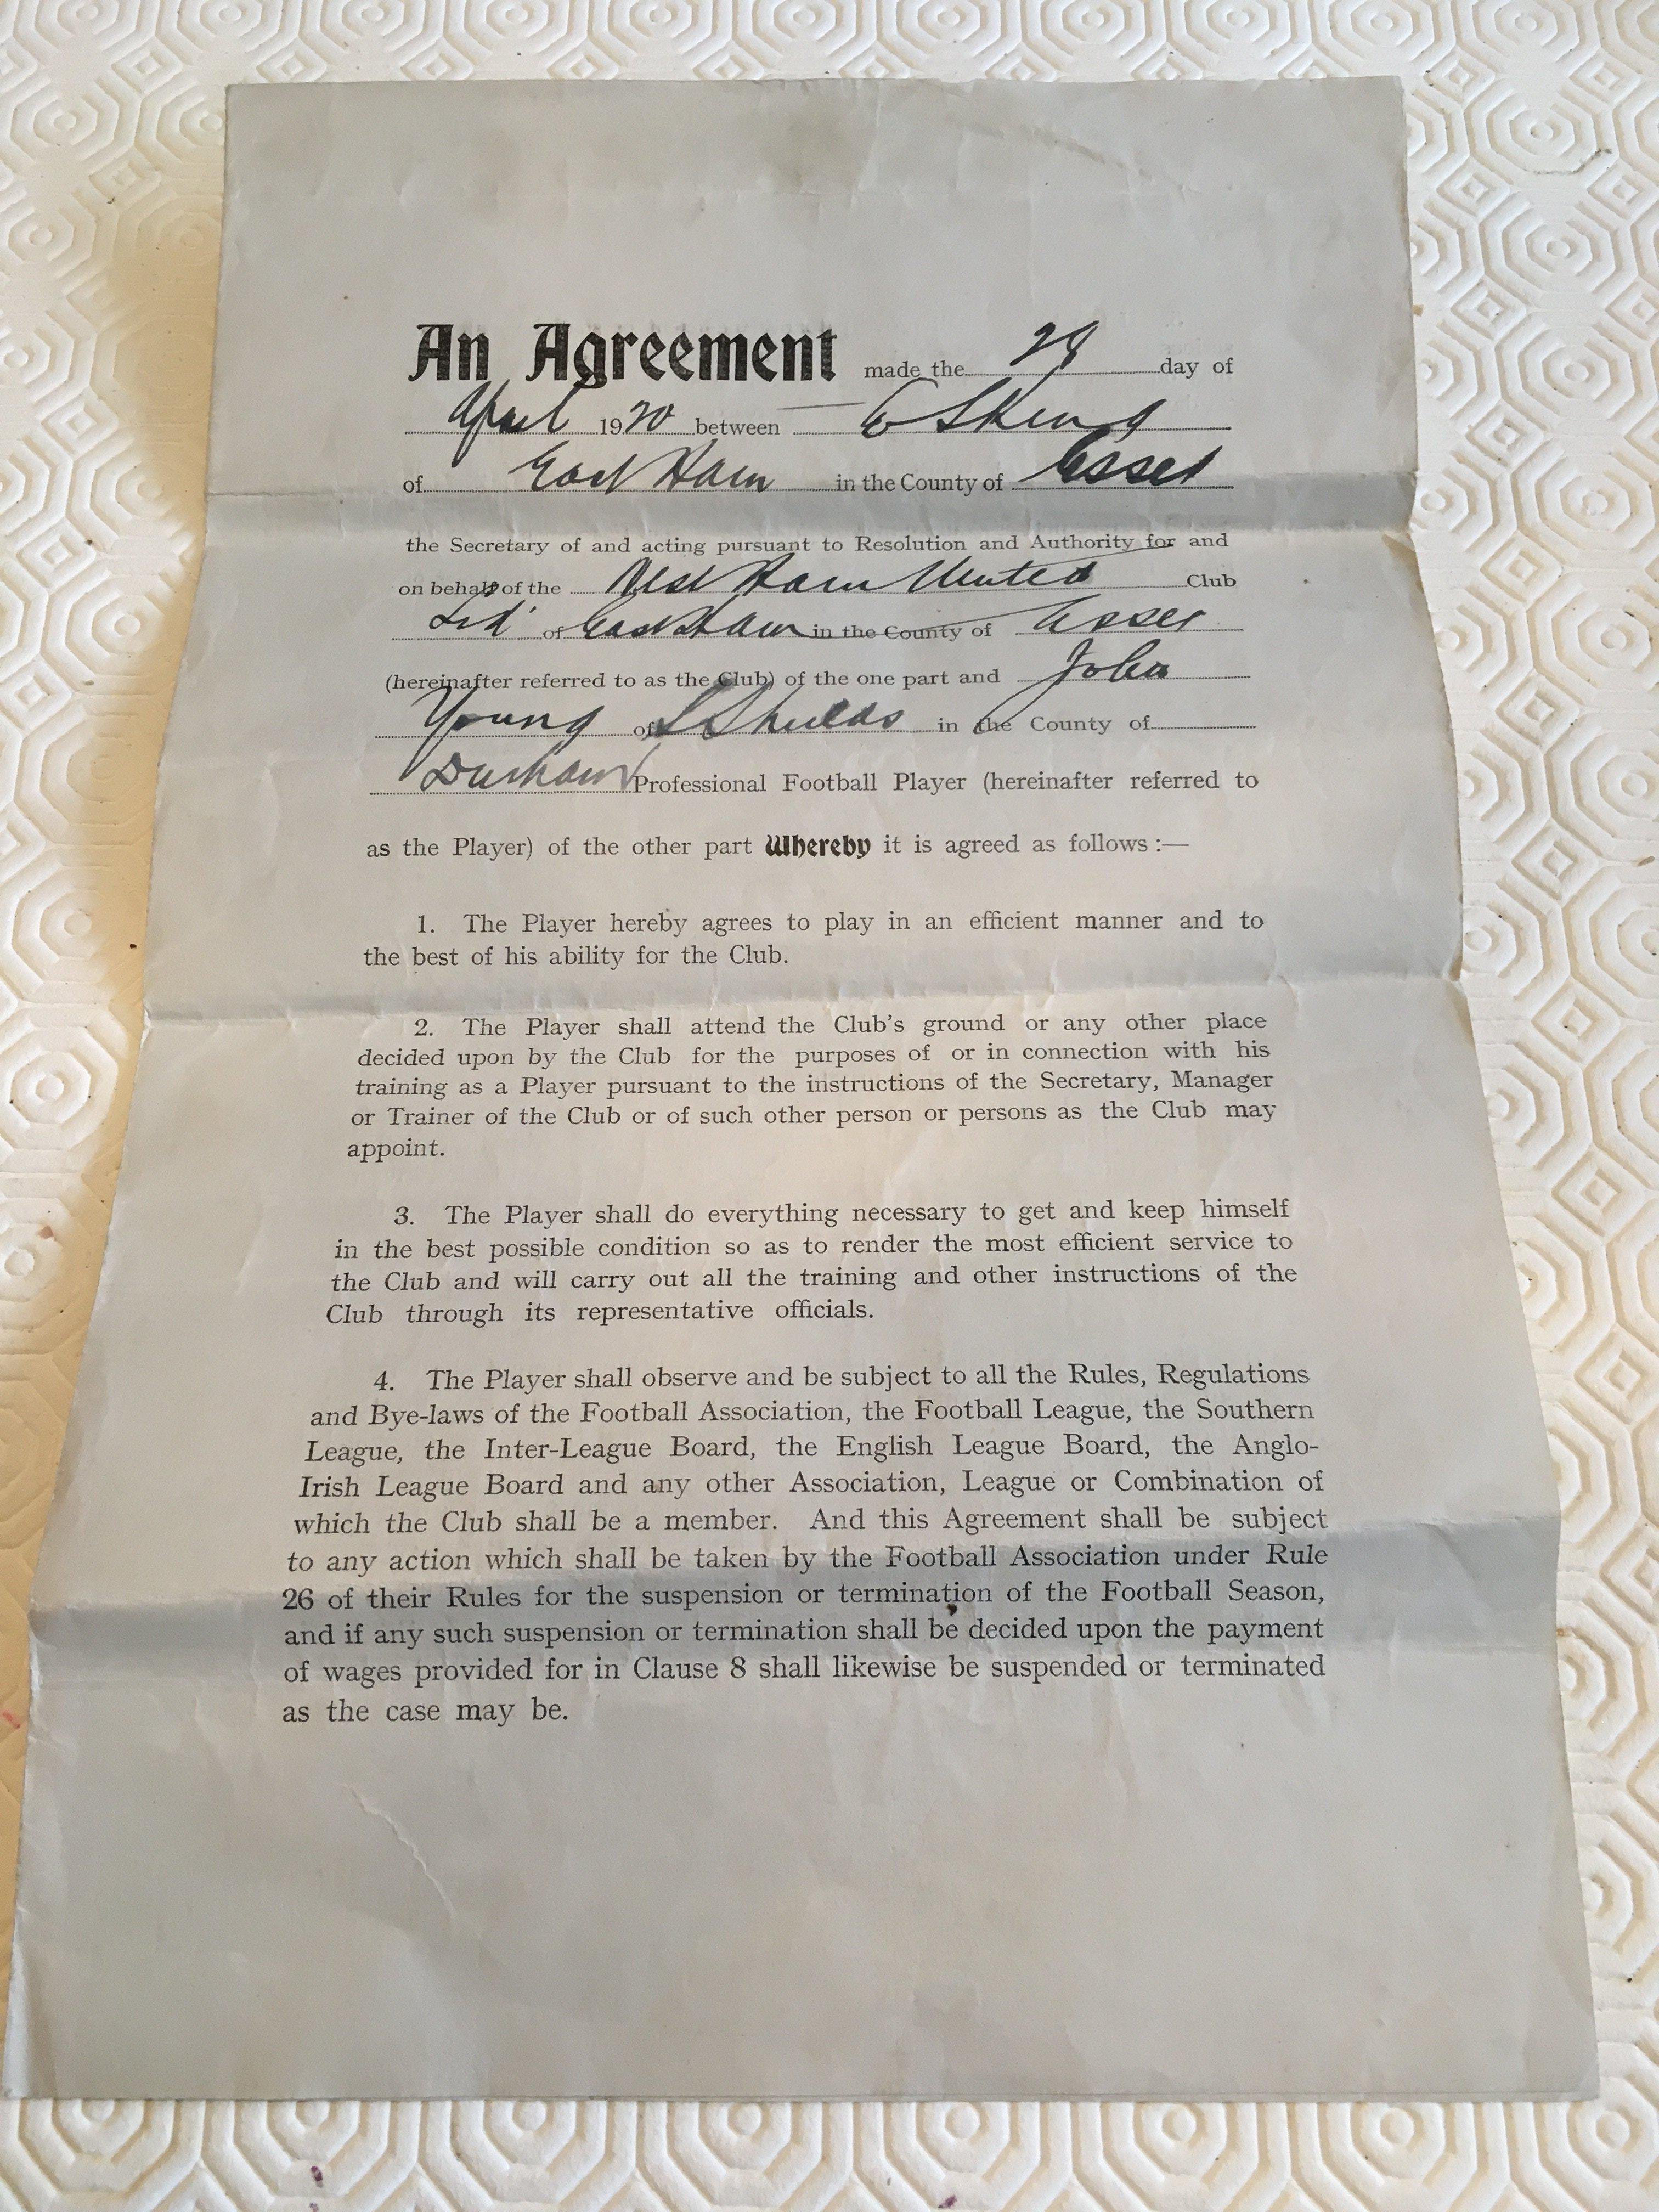 An Agreement made the 28 day of
April 1920 between E S King
of East Ham in the County of Essex
the Secretary of and acting pursuant to Resolution and Authority for and
on behalf of the West Ham United Club
Ltd of East Ham in the County of Essex
(hereinafter referred to as the Club) of the one part and John
Young of S Shields in the County of
Durham Professional Football Player (hereinafter referred to
as the Player) of the other part Whereby it is agreed as follows :—
1. The Player hereby agrees to play in an efficient manner and to
the best of his ability for the Club.
2. The Player shall attend the Club's ground or any other place
decided upon by the Club for the purposes of or in connection with his
training as a Player pursuant to the instructions of the Secretary, Manager
or Trainer of the Club or of such other person or persons as the Club may
appoint.
3. The Player shall do everything necessary to get and keep himself
in the best possible condition so as to render the most efficient service to
the Club and will carry out all the training and other instructions of the
Club through its representative officials.
4. The Player shall observe and be subject to all the Rules, Regulations
and Bye-laws of the Football Association, the Football League, the Southern
League, the Inter-League Board, the English League Board, the Anglo-
Irish League Board and any other Association, League or Combination of
which the Club shall be a member. And this Agreement shall be subject
to any action which shall be taken by the Football Association under Rule
26 of their Rules for the suspension or termination of the Football Season,
and if any such suspension or termination shall be decided upon the payment
of wages provided for in Clause 8 shall likewise be suspended or terminated
as the case may be.